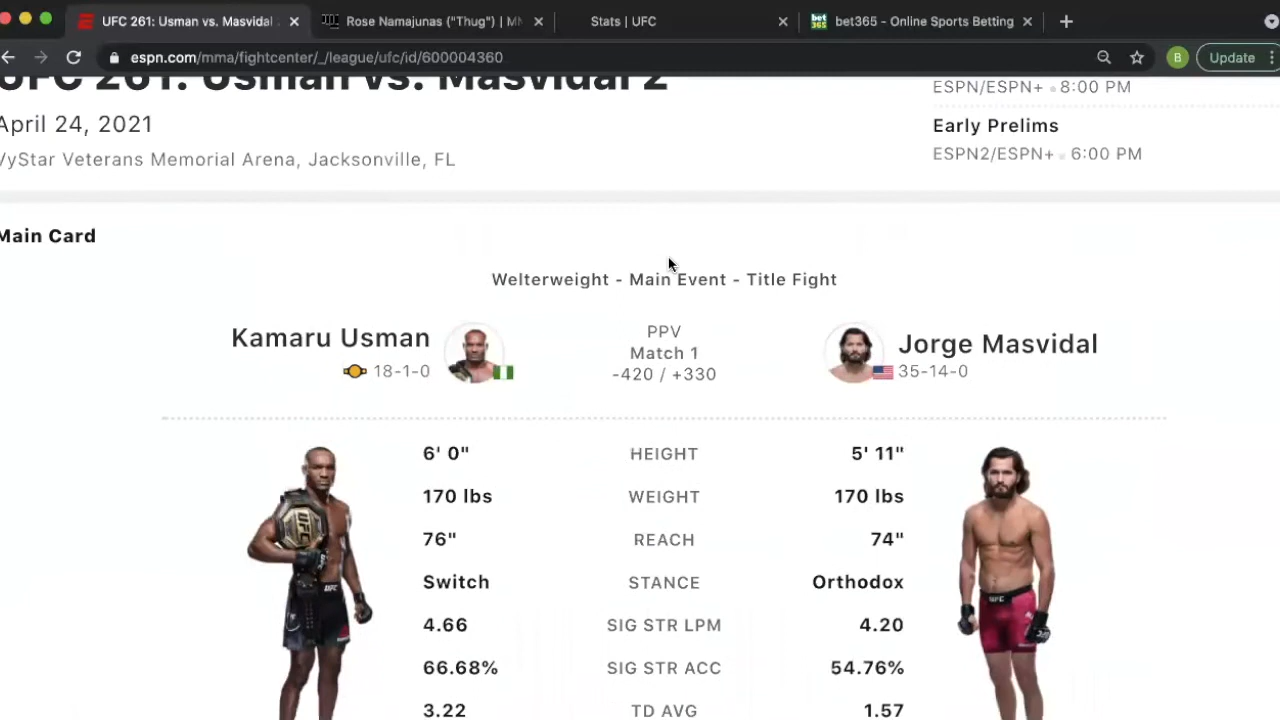 UFC 261: Usman vs. Masvidal
Rose Namajunas ("Thug") | MM
Stats | UFC
bet365 - Online Sports Betting
espn.com/mma/fightcenter/_/league/ufc/id/600004360
B
Update
UFC 261: Usman vs. Masvidal 2
April 24, 2021
VyStar Veterans Memorial Arena, Jacksonville, FL
ESPN/ESPN+ 8:00 PM
Early Prelims
ESPN2/ESPN+ 6:00 PM
Main Card
Welterweight - Main Event - Title Fight
Kamaru Usman
18-1-0
PPV
Match 1
-420 / +330
Jorge Masvidal
35-14-0
6' 0" HEIGHT 5' 11"
170 lbs WEIGHT 170 lbs
76" REACH 74"
Switch STANCE Orthodox
4.66 SIG STR LPM 4.20
66.68% SIG STR ACC 54.76%
3.22 TD AVG 1.57